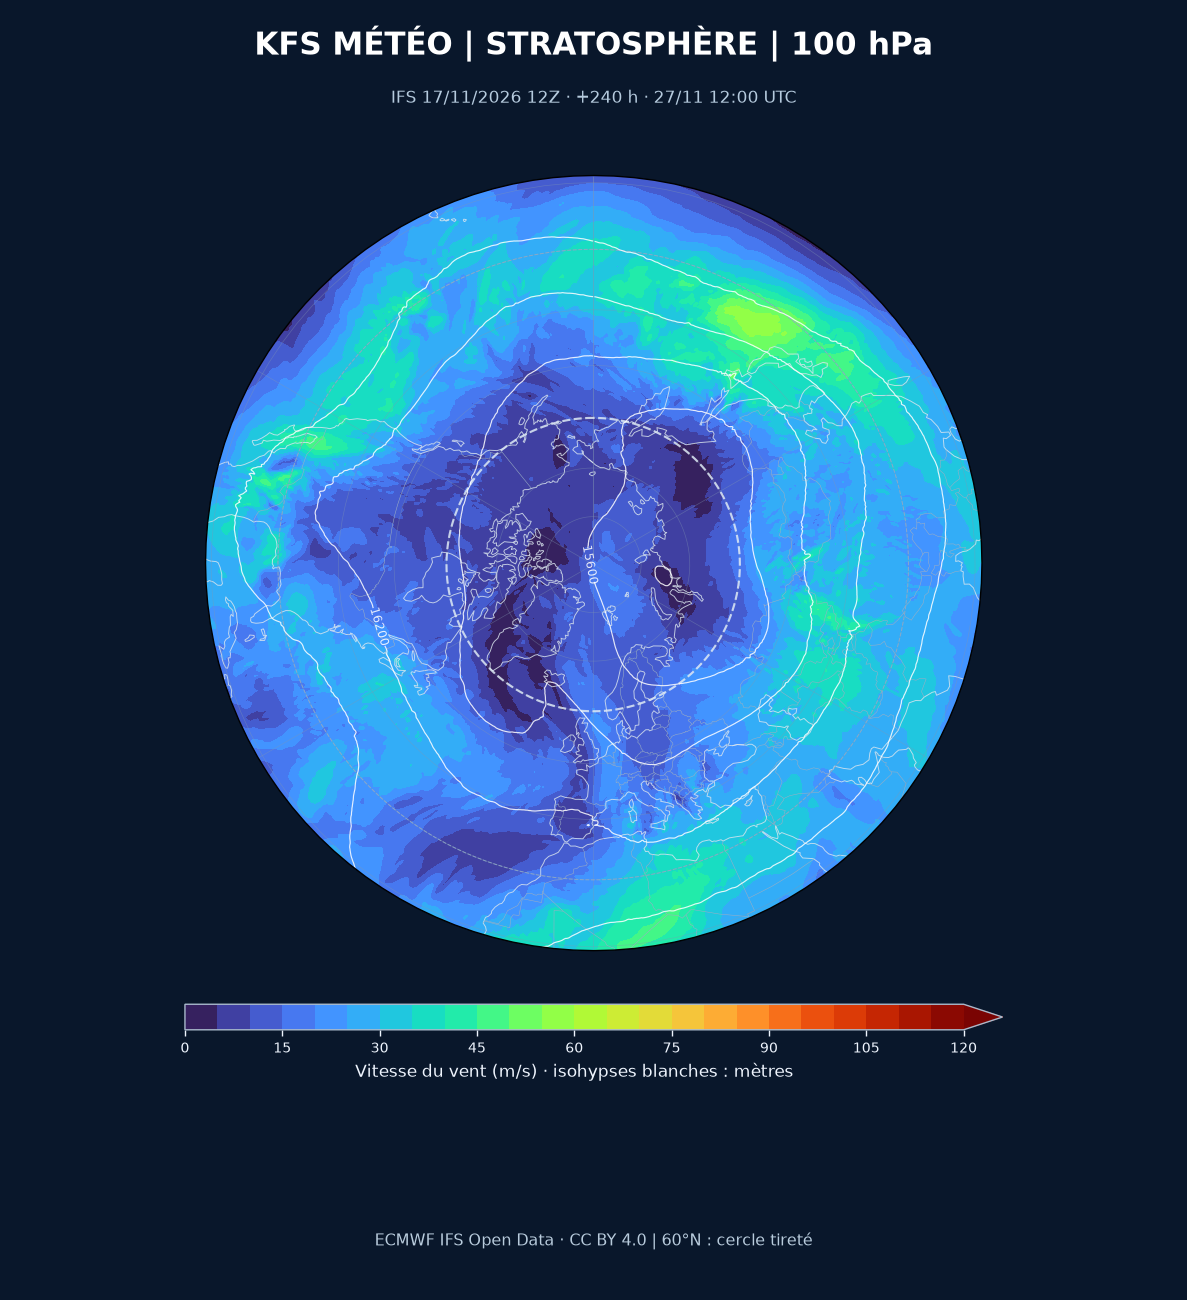 KFS MÉTÉO | STRATOSPHÈRE | 100 hPa
IFS 17/11/2026 12Z · +240 h · 27/11 12:00 UTC
15600
16200
0 15 30 45 60 75 90 105 120
Vitesse du vent (m/s) · isohypses blanches : mètres
ECMWF IFS Open Data · CC BY 4.0 | 60°N : cercle tireté